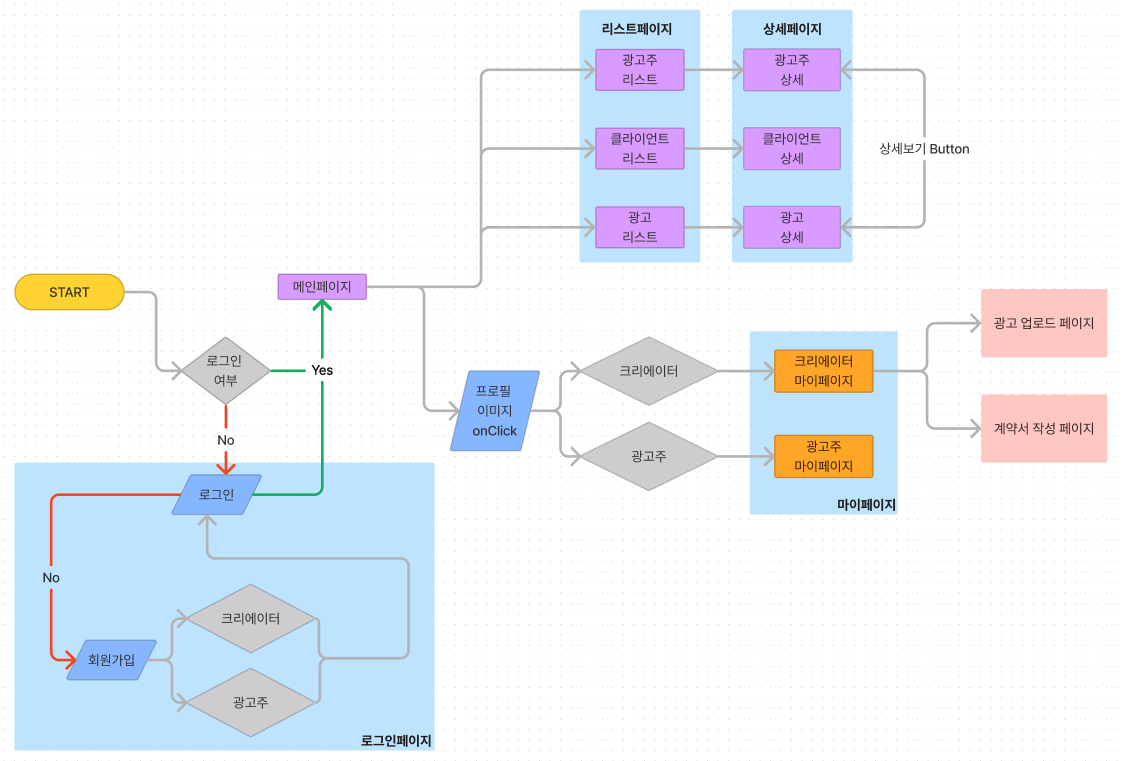 리스트페이지
상세페이지
광고주
리스트
광고주
상세
클라이언트
리스트
클라이언트
상세
상세보기 Button
광고
리스트
광고
상세
START
메인페이지
로그인
여부
Yes
No
프로필
이미지
onClick
크리에이터
광고주
크리에이터
마이페이지
광고주
마이페이지
마이페이지
광고 업로드 페이지
계약서 작성 페이지
로그인
No
회원가입
크리에이터
광고주
로그인페이지